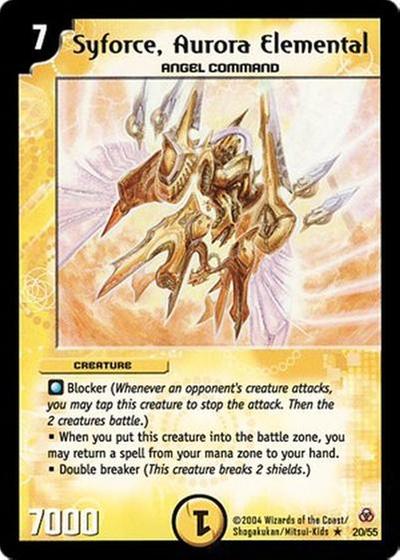 7
Syforce, Aurora Elemental
ANGEL COMMAND
CREATURE
Blocker (Whenever an opponent's creature attacks,
you may tap this creature to stop the attack. Then the
2 creatures battle.)
▪ When you put this creature into the battle zone, you
may return a spell from your mana zone to your hand.
▪ Double breaker (This creature breaks 2 shields.)
7000
1
©2004 Wizards of the Coast/
Shogakukan/Mitsui-Kids ★ 20/55